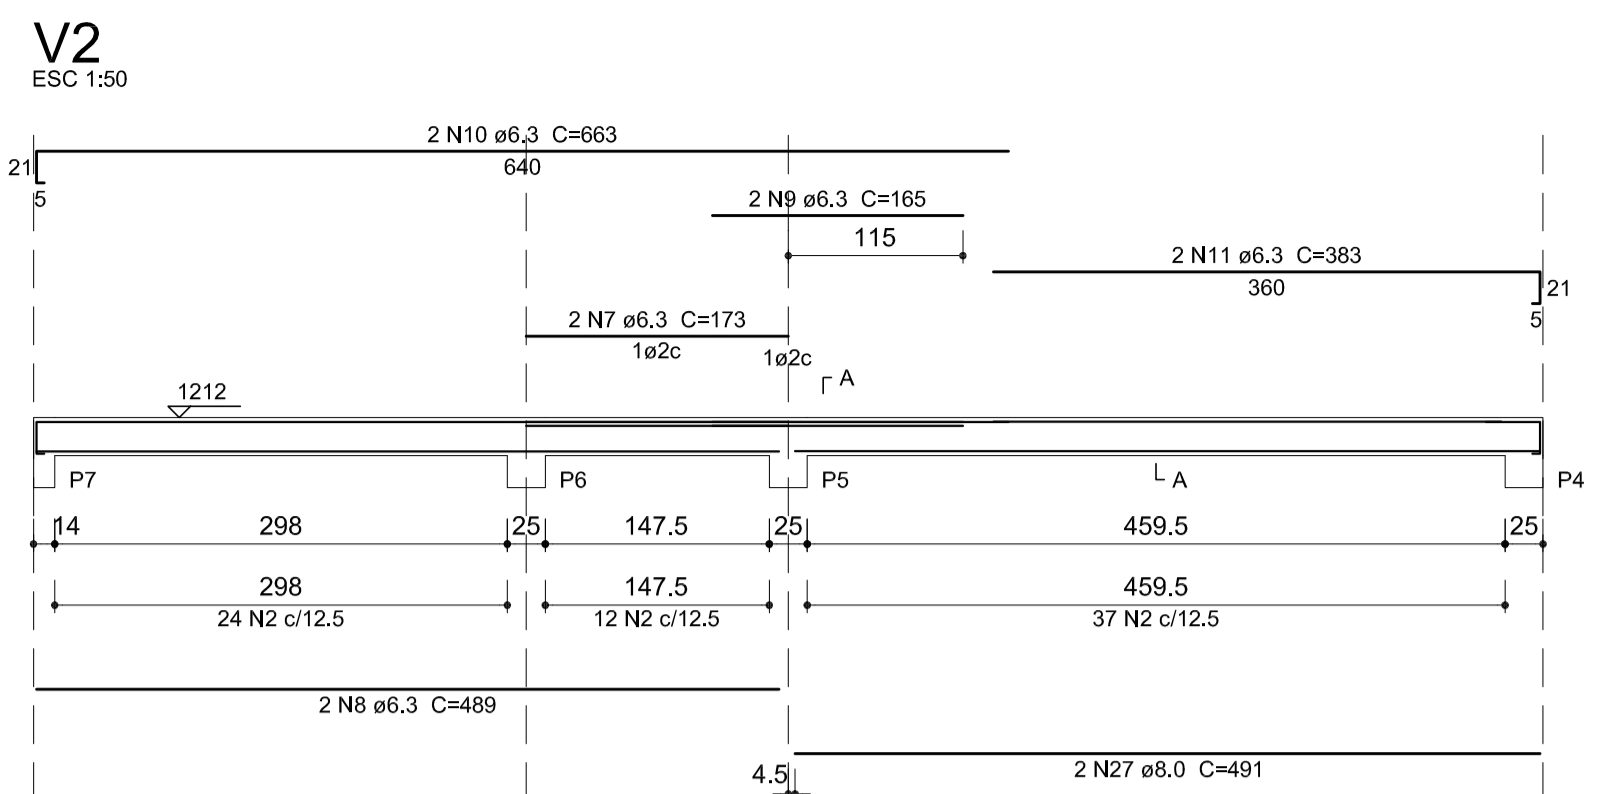 V2
ESC 1:50
2 N10 ø6.3 C=663
21
640
5
2 N9 ø6.3 C=165
115
2 N11 ø6.3 C=383
360
21
5
2 N7 ø6.3 C=173
1ø2c
1ø2c
A
1212
P7
P6
P5
A
P4
14
298
25
147.5
25
459.5
25
298
147.5
459.5
24 N2 c/12.5
12 N2 c/12.5
37 N2 c/12.5
2 N8 ø6.3 C=489
4.5
2 N27 ø8.0 C=491